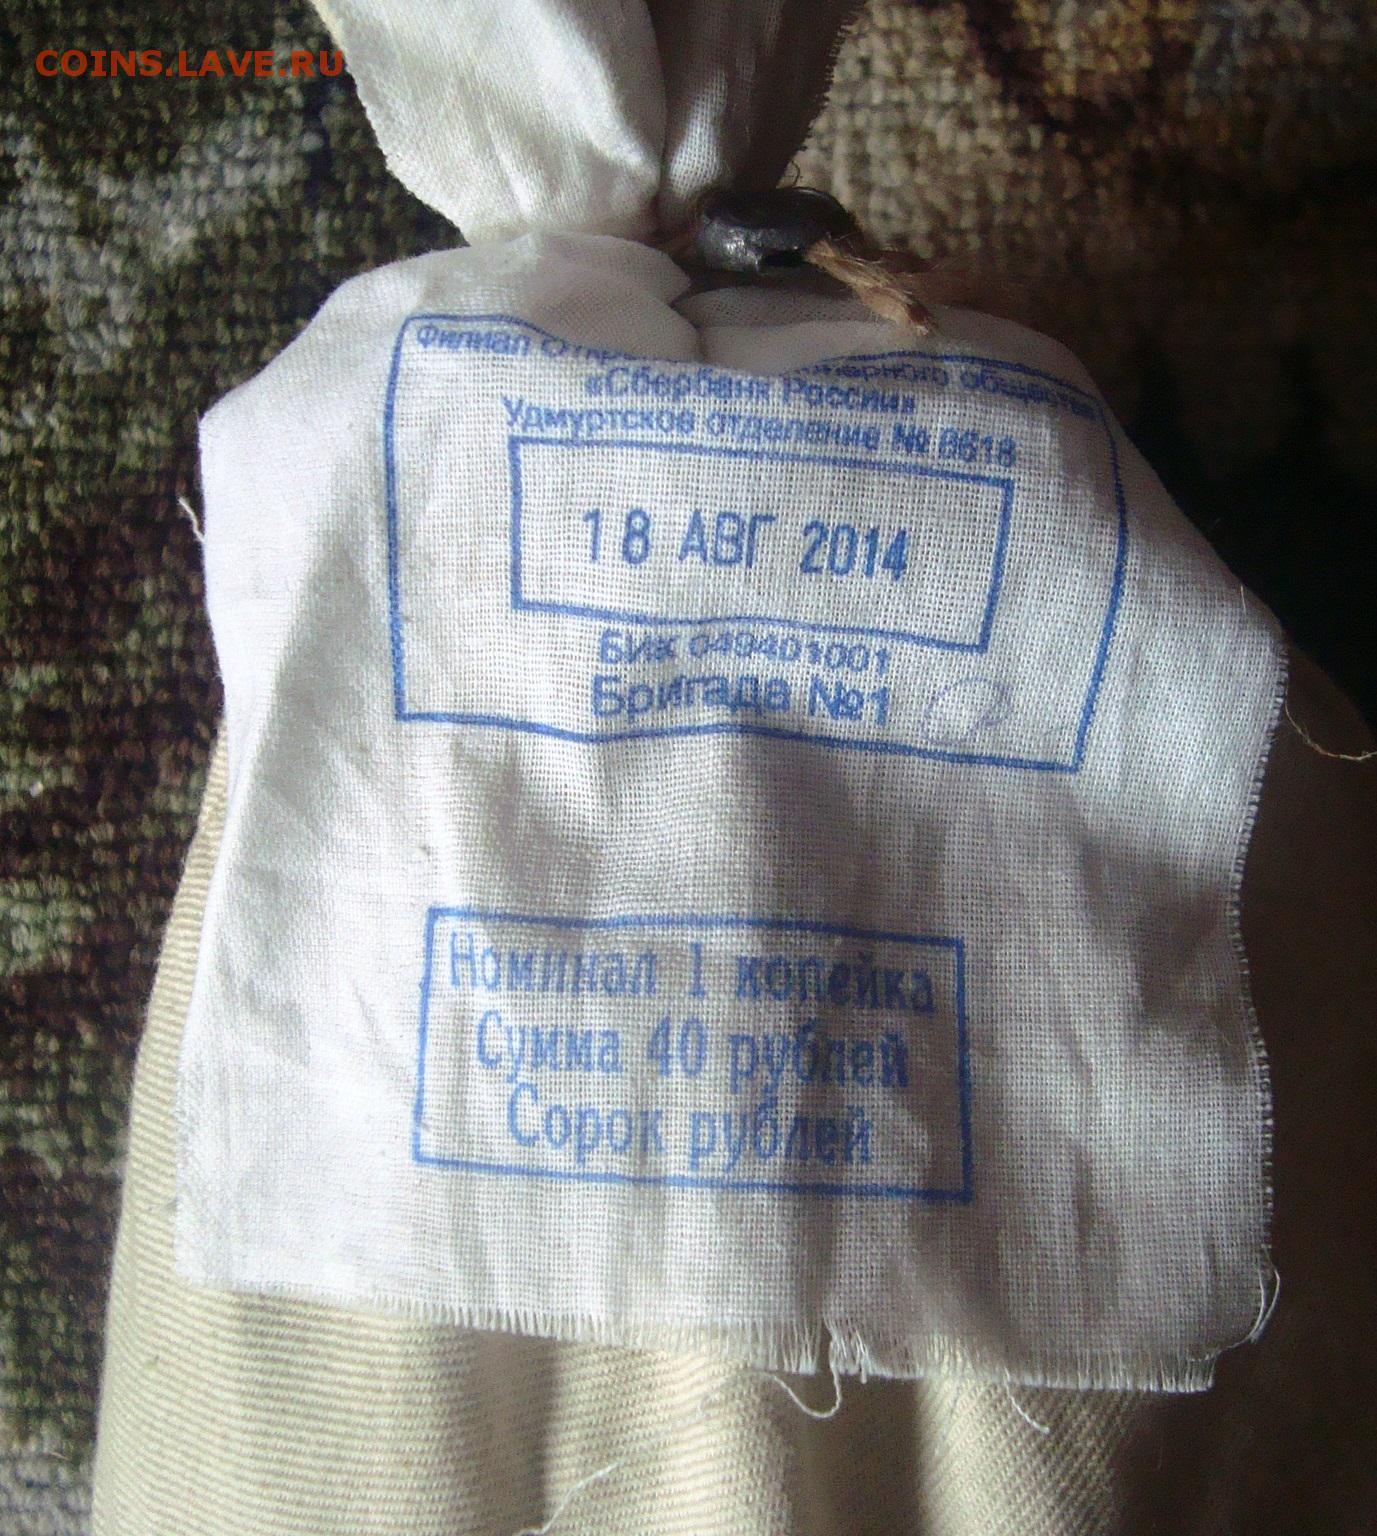 COINS.LAVE.RU
Филиал
«Сбербанк России»
Удмуртское отделение № 8618
18 АВГ 2014
БИК 049401001
Бригада №1
Номинал 1 копейка
Сумма 40 рублей
Сорок рублей